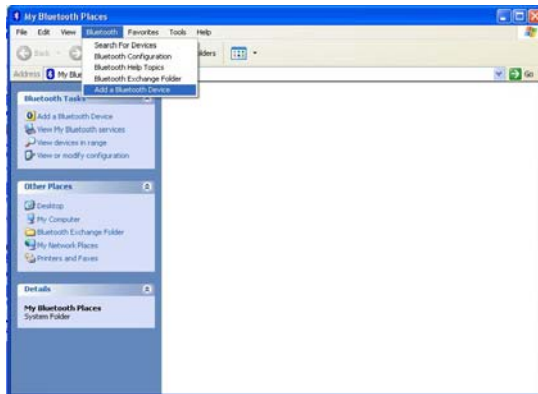 My Bluetooth Places
File Edit View Bluetooth Favorites Tools Help
Back
Search For Devices
Bluetooth Configuration
Bluetooth Help Topics
Bluetooth Exchange Folder
Add a Bluetooth Device
Address My Blue
Go
Bluetooth Tasks
Add a Bluetooth Device
View My Bluetooth services
View devices in range
View or modify configuration
Other Places
Desktop
My Computer
Bluetooth Exchange Folder
My Network Places
Printers and Faxes
Details
My Bluetooth Places
System Folder